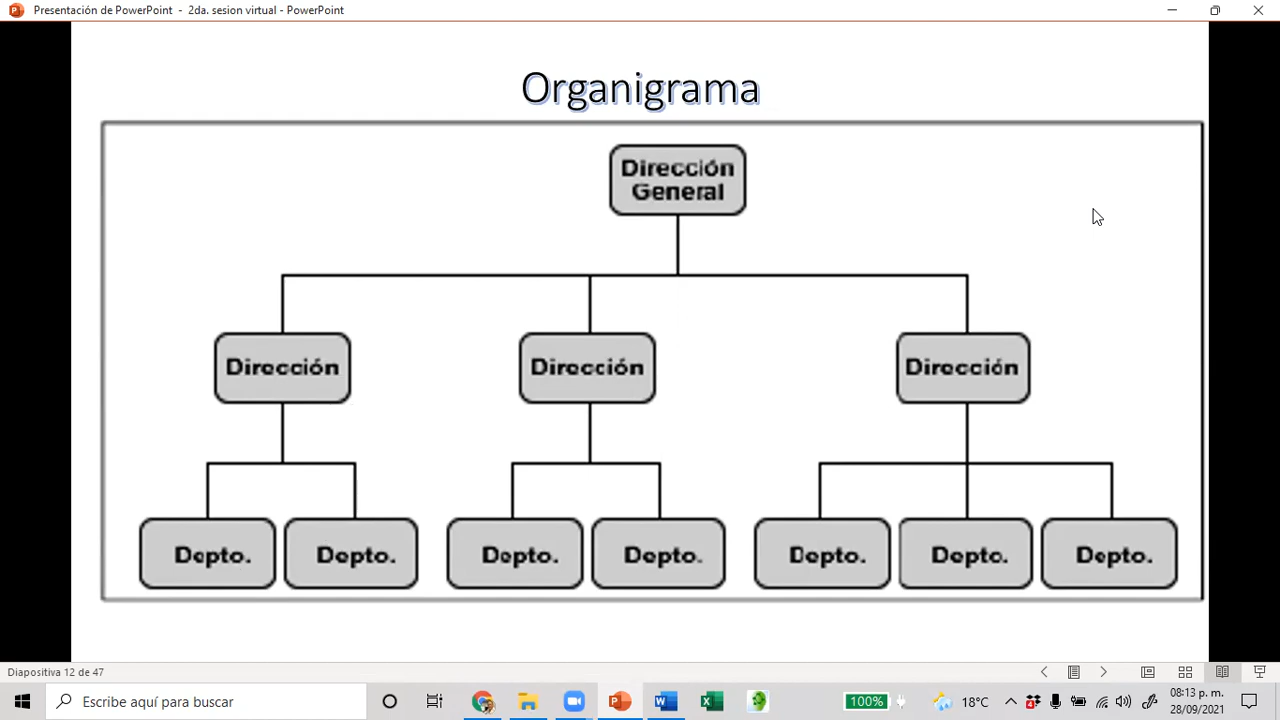 Presentación de PowerPoint - 2da. sesion virtual - PowerPoint
Organigrama
Dirección
General
Dirección Dirección Dirección
Depto. Depto. Depto. Depto. Depto. Depto. Depto.
Diapositiva 12 de 47
Escribe aquí para buscar
100%
18°C
4
08:13 p. m.
28/09/2021